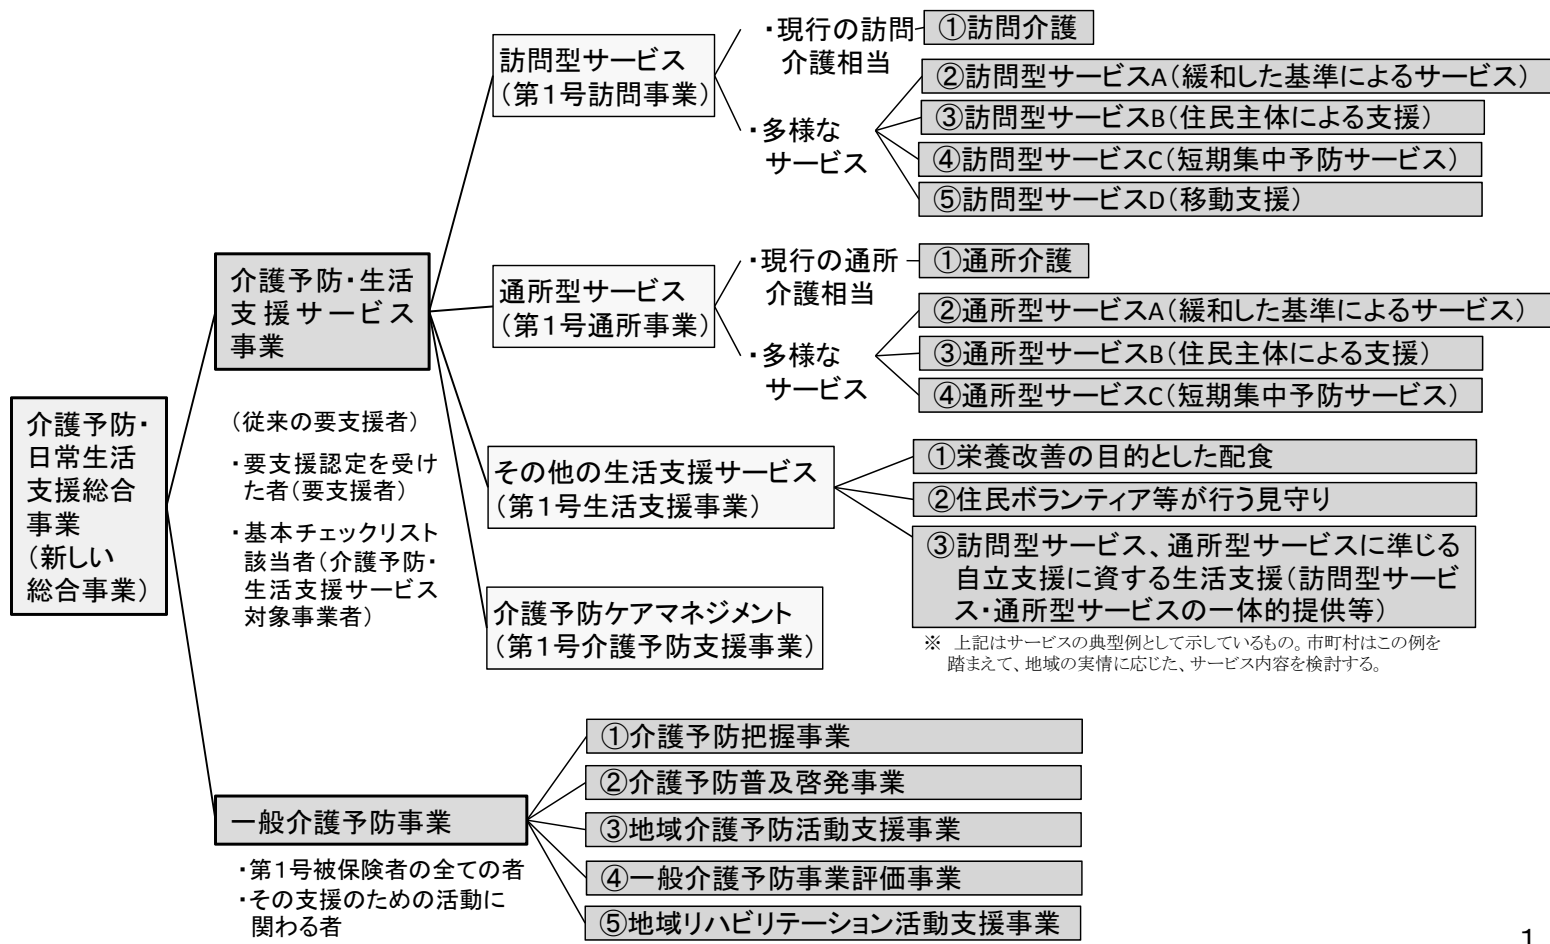 介護予防・
日常生活
支援総合
事業
（新しい
総合事業）
介護予防・生活
支援サービス
事業
（従来の要支援者）
・要支援認定を受け
た者（要支援者）
・基本チェックリスト
該当者（介護予防・
生活支援サービス
対象事業者）
訪問型サービス
（第１号訪問事業）
・現行の訪問
介護相当
①訪問介護
・多様な
サービス
②訪問型サービスA（緩和した基準によるサービス）
③訪問型サービスB（住民主体による支援）
④訪問型サービスC（短期集中予防サービス）
⑤訪問型サービスD（移動支援）
通所型サービス
（第１号通所事業）
・現行の通所
介護相当
①通所介護
・多様な
サービス
②通所型サービスA（緩和した基準によるサービス）
③通所型サービスB（住民主体による支援）
④通所型サービスC（短期集中予防サービス）
その他の生活支援サービス
（第１号生活支援事業）
①栄養改善の目的とした配食
②住民ボランティア等が行う見守り
③訪問型サービス、通所型サービスに準じる
自立支援に資する生活支援（訪問型サービ
ス・通所型サービスの一体的提供等）
介護予防ケアマネジメント
（第１号介護予防支援事業）
※　上記はサービスの典型例として示しているもの。市町村はこの例を
踏まえて、地域の実情に応じた、サービス内容を検討する。
一般介護予防事業
・第１号被保険者の全ての者
・その支援のための活動に
関わる者
①介護予防把握事業
②介護予防普及啓発事業
③地域介護予防活動支援事業
④一般介護予防事業評価事業
⑤地域リハビリテーション活動支援事業
1